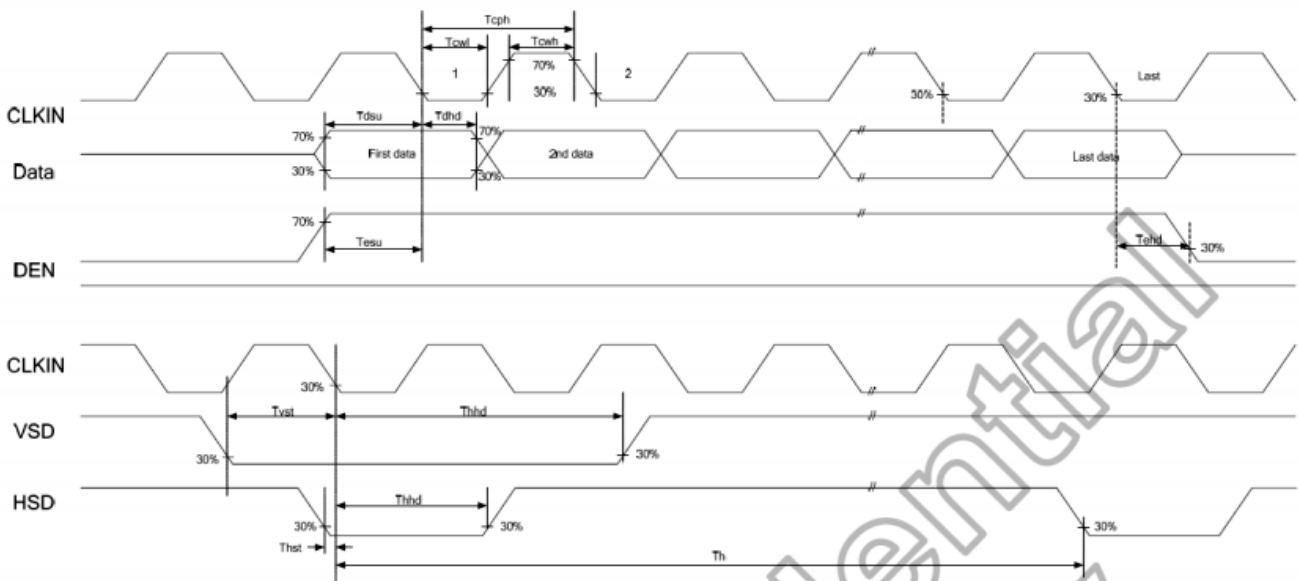 Tcph
Tcwl Tcwh
1 70% 2 Last
30% 30% 30%
CLKIN
Tdsu Tdhd
70% 70%
First data 2nd data Last data
Data
30% 30%
70%
Tesu Tehd
30%
DEN
CLKIN
30%
Tvst Thhd
VSD
30% 30%
HSD
Thhd
30% 30% 30%
Thst
Th
dential